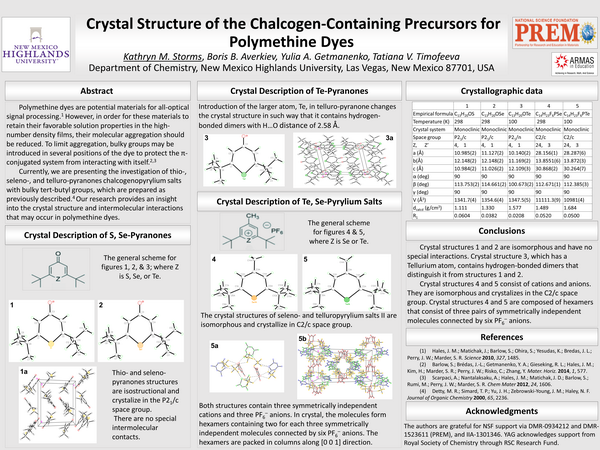 NEW MEXICO
HIGHLANDS
UNIVERSITY
Crystal Structure of the Chalcogen-Containing Precursors for
Polymethine Dyes
Kathryn M. Storms, Boris B. Averkiev, Yulia A. Getmanenko, Tatiana V. Timofeeva
Department of Chemistry, New Mexico Highlands University, Las Vegas, New Mexico 87701, USA
NATIONAL SCIENCE FOUNDATION
PREM
ARMAS
in Education
Abstract
Polymethine dyes are potential materials for all-optical
signal processing.1 However, in order for these materials to
retain their favorable solution properties in the high-
number density films, their molecular aggregation should
be reduced. To limit aggregation, bulky groups may be
introduced in several positions of the dye to protect the π-
conjugated system from interacting with itself.2,3
Currently, we are presenting the investigation of thio-,
seleno-, and telluro-pyranones chalcogenopyrylium salts
with bulky tert-butyl groups, which are prepared as
previously described.4 Our research provides an insight
into the crystal structure and intermolecular interactions
that may occur in polymethine dyes.
Crystal Description of S, Se-Pyranones
The general scheme for
figures 1, 2, & 3; where Z
is S, Se, or Te.
O
Z
1
2
1a
Thio- and seleno-
pyranones structures
are isostructural and
crystalize in the P21/c
space group.
There are no special
intermolecular
contacts.
Crystal Description of Te-Pyranones
Introduction of the larger atom, Te, in telluro-pyranone changes
the crystal structure in such way that it contains hydrogen-
bonded dimers with H…O distance of 2.58 Å.
3
3a
Crystal Description of Te, Se-Pyrylium Salts
CH3
Z
PF6
The general scheme
for figures 4 & 5,
where Z is Se or Te.
4
5
The crystal structures of seleno- and telluropyrylium salts II are
isomorphous and crystallize in C2/c space group.
5a
5b
Both structures contain three symmetrically independent
cations and three PF6− anions. In crystal, the molecules form
hexamers containing two for each three symmetrically
independent molecules connected by six PF6− anions. The
hexamers are packed in columns along [0 0 1] direction.
Crystallographic data
1 2 3 4 5
Empirical formula
Temperature (K) 298 298 100 298 100
Crystal system Monoclinic Monoclinic Monoclinic Monoclinic Monoclinic
Space group P21/c P21/c P21/n C2/c C2/c
Z, Z’ 4, 1 4, 1 4, 1 24, 3 24, 3
a (Å) 10.985(2) 11.127(2) 10.140(2) 28.156(1) 28.287(6)
b(Å) 12.148(2) 12.148(2) 11.169(2) 13.8551(6) 13.872(3)
c (Å) 10.984(2) 11.026(2) 12.109(3) 30.868(2) 30.264(7)
α (deg) 90 90 90 90 90
β (deg) 113.753(2) 114.661(2) 100.673(2) 112.671(1) 112.385(3)
γ (deg) 90 90 90 90 90
V (Å3) 1341.7(4) 1354.6(4) 1347.5(5) 11111.3(9) 10981(4)
dcalcd (g/cm3) 1.111 1.330 1.577 1.489 1.684
R1 0.0604 0.0382 0.0208 0.0520 0.0500
Conclusions
Crystal structures 1 and 2 are isomorphous and have no
special interactions. Crystal structure 3, which has a
Tellurium atom, contains hydrogen-bonded dimers that
distinguish it from structures 1 and 2.
Crystal structures 4 and 5 consist of cations and anions.
They are isomorphous and crystalizes in the C2/c space
group. Crystal structures 4 and 5 are composed of hexamers
that consist of three pairs of symmetrically independent
molecules connected by six PF6− anions.
References
(1) Hales, J. M.; Matichak, J.; Barlow, S.; Ohira, S.; Yesudas, K.; Bredas, J. L.;
Perry, J. W.; Marder, S. R. Science 2010, 327, 1485.
(2) Barlow, S.; Brédas, J.-L.; Getmanenko, Y. A.; Gieseking, R. L.; Hales, J. M.;
Kim, H.; Marder, S. R.; Perry, J. W.; Risko, C.; Zhang, Y. Mater. Horiz. 2014, 1, 577.
(3) Scarpaci, A.; Nantalaksaku, A.; Hales, J. M.; Matichak, J. D.; Barlow, S.;
Rumi, M.; Perry, J. W.; Marder, S. R. Chem Mater 2012, 24, 1606.
(4) Detty, M. R.; Simard, T. P.; Yu, J. H.; Zebrowski-Young, J. M.; Haley, N. F.
Journal of Organic Chemistry 2000, 65, 2236.
Acknowledgments
The authors are grateful for NSF support via DMR-0934212 and DMR-
1523611 (PREM), and IIA-1301346. YAG acknowledges support from
Royal Society of Chemistry through RSC Research Fund.